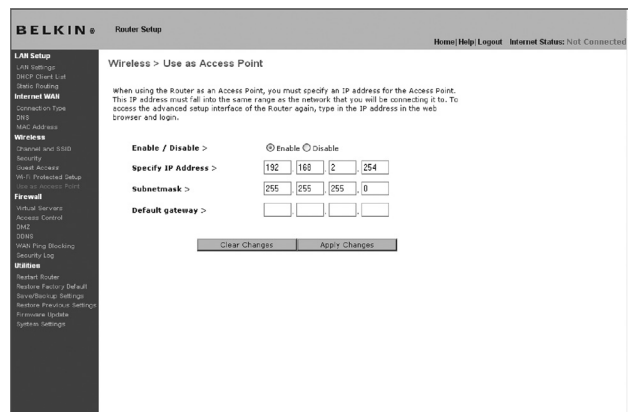 BELKIN
Router Setup
Home|Help|Logout Internet Status: Not Connected
LAN Setup
LAN Settings
DHCP Client List
Static Routing
Internet WAN
Connection Type
DNS
MAC Address
Wireless
Channel and SSID
Security
Guest Access
Wi-Fi Protected Setup
Use as Access Point
Firewall
Virtual Servers
Access Control
DMZ
DDNS
WAN Ping Blocking
Security Log
Utilities
Restart Router
Restore Factory Default
Save/Backup Settings
Restore Previous Settings
Firmware Update
System Settings
Wireless > Use as Access Point
When using the Router as an Access Point, you must specify an IP address for the Access Point.
This IP address must fall into the same range as the network that you will be connecting it to. To
access the advanced setup interface of the Router again, type in the IP address in the web
browser and login.
Enable / Disable > Enable Disable
Specify IP Address > 192 . 168 . 2 . 254
Subnetmask > 255 . 255 . 255 . 0
Default gateway > . . .
Clear Changes Apply Changes